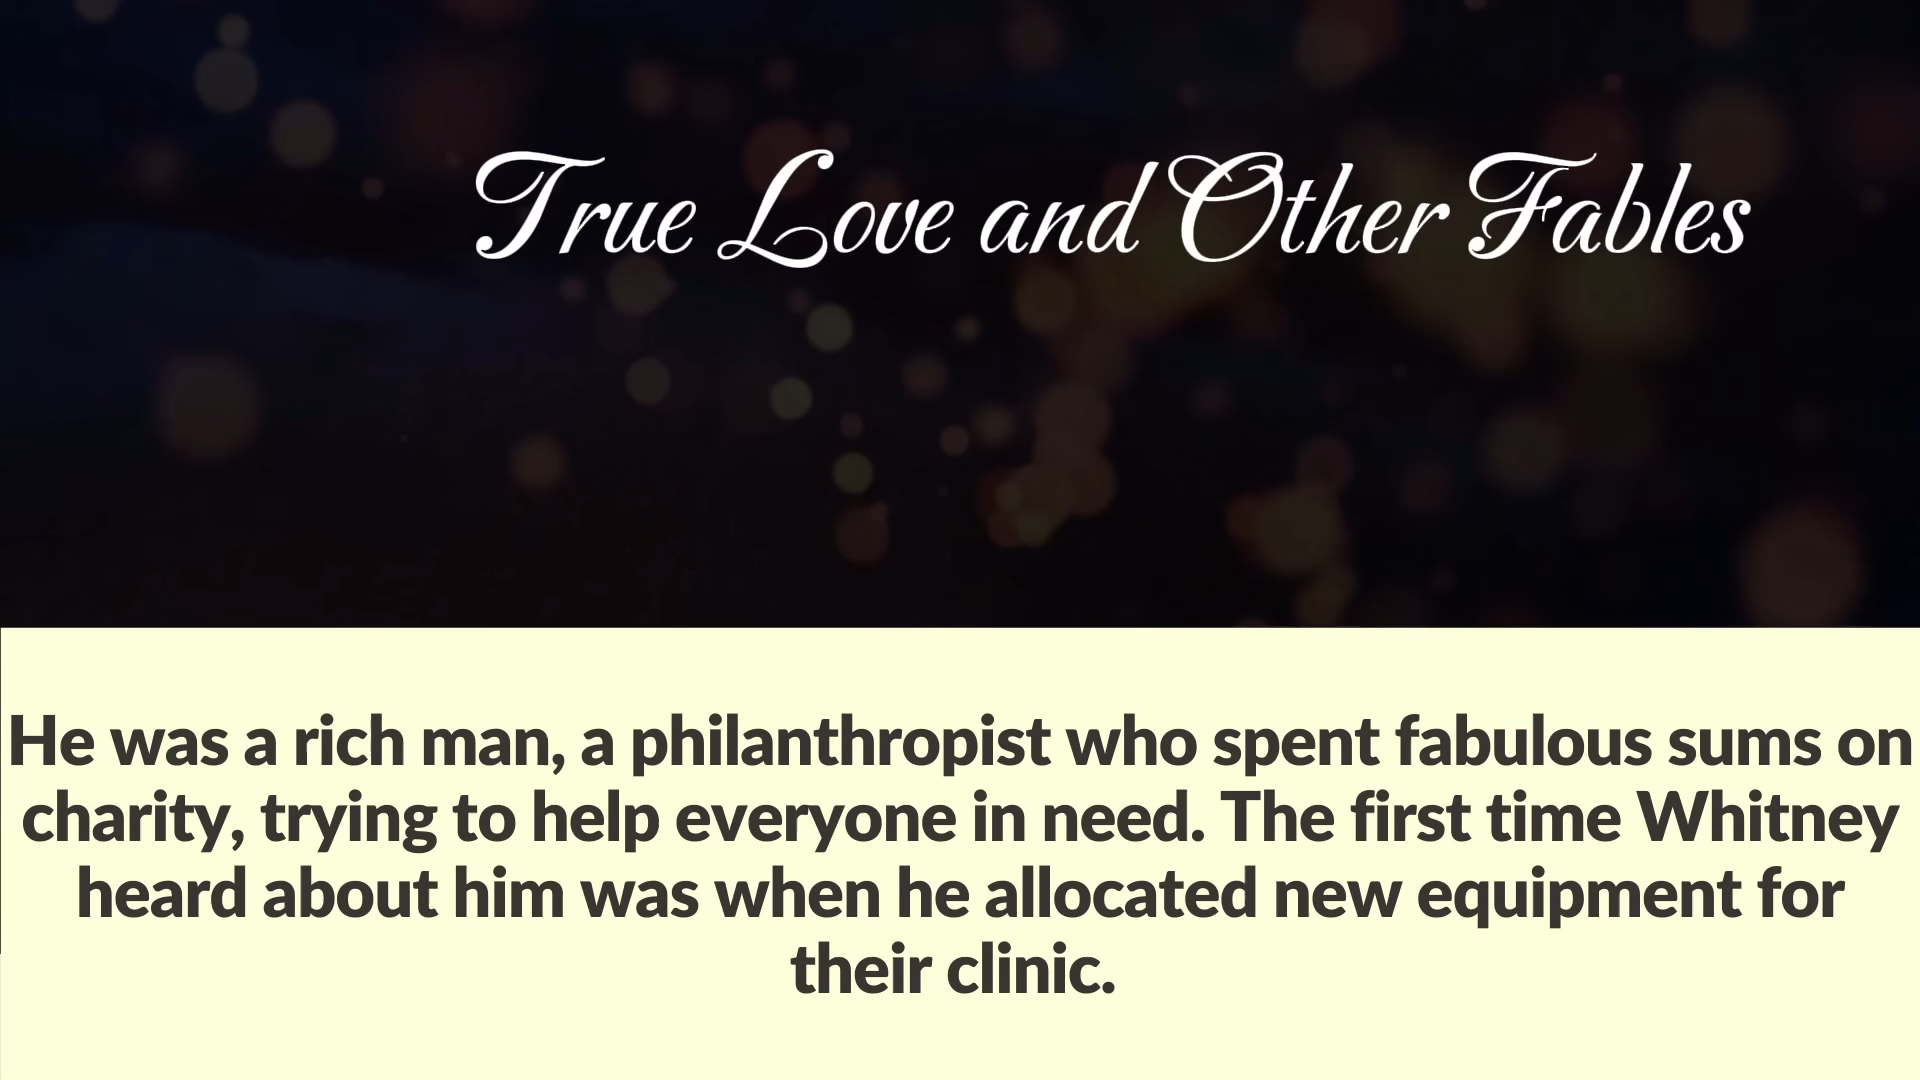 True Love and Other Fables
He was a rich man, a philanthropist who spent fabulous sums on
charity, trying to help everyone in need. The first time Whitney
heard about him was when he allocated new equipment for
their clinic.